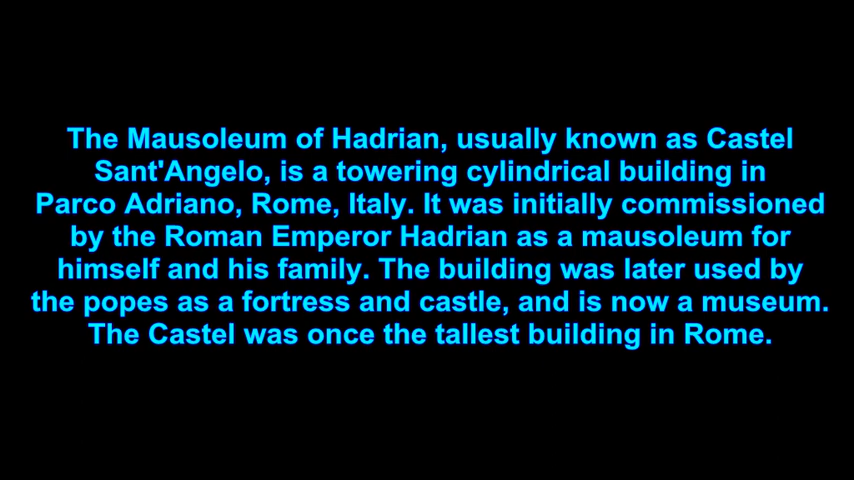 The Mausoleum of Hadrian, usually known as Castel
Sant'Angelo, is a towering cylindrical building in
Parco Adriano, Rome, Italy. It was initially commissioned
by the Roman Emperor Hadrian as a mausoleum for
himself and his family. The building was later used by
the popes as a fortress and castle, and is now a museum.
The Castel was once the tallest building in Rome.